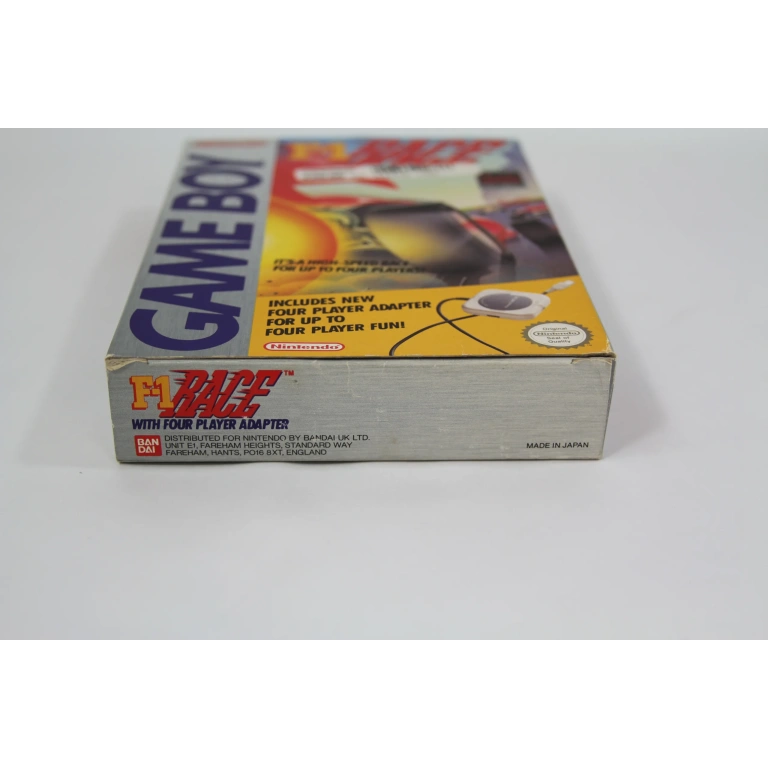 GAME BOY
F-1 RACE
IT'S A HIGH-SPEED RACE
FOR UP TO FOUR PLAYERS!
INCLUDES NEW
FOUR PLAYER ADAPTER
FOR UP TO
FOUR PLAYER FUN!
Nintendo
Original
Nintendo
Seal of
Quality
F-1 RACE™
WITH FOUR PLAYER ADAPTER
BAN
DAI
DISTRIBUTED FOR NINTENDO BY BANDAI UK LTD.
UNIT E1, FAREHAM HEIGHTS, STANDARD WAY
FAREHAM, HANTS, PO16 8XT, ENGLAND
MADE IN JAPAN